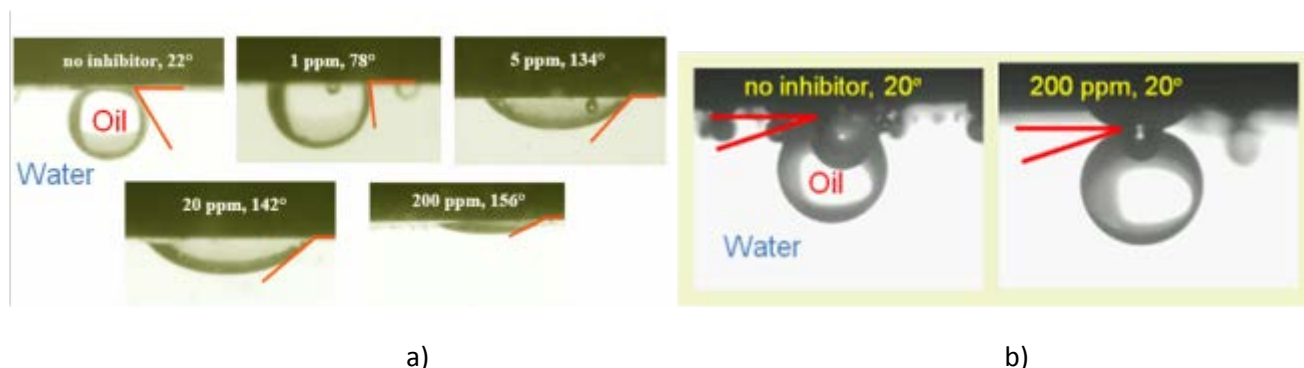 no inhibitor, 22°
1 ppm, 78°
5 ppm, 134°
Oil
Water
20 ppm, 142°
200 ppm, 156°
no inhibitor, 20°
200 ppm, 20°
Oil
Water
a)
b)